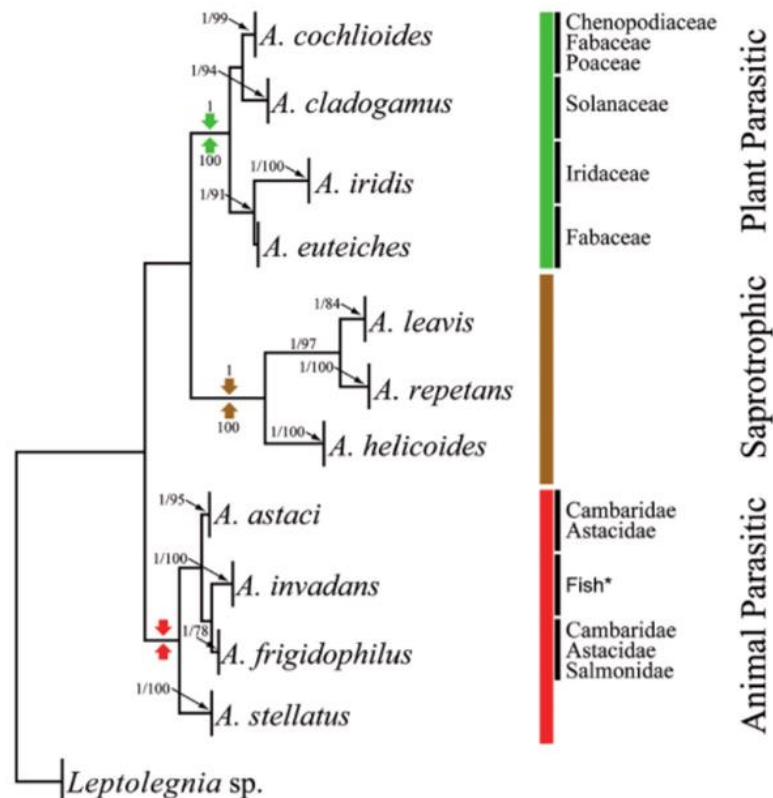 1/99
A. cochlioides
Chenopodiaceae
Fabaceae
Poaceae
1/94
A. cladogamus
Solanaceae
1
100
1/100
A. iridis
Iridaceae
1/91
A. euteiches
Fabaceae
Plant Parasitic
1/84
A. leavis
1/97
1/100
A. repetans
1
100
1/100
A. helicoides
Saprotrophic
1/95
A. astaci
Cambaridae
Astacidae
1/100
A. invadans
Fish*
1/78
A. frigidophilus
Cambaridae
Astacidae
Salmonidae
1/100
A. stellatus
Animal Parasitic
Leptolegnia sp.